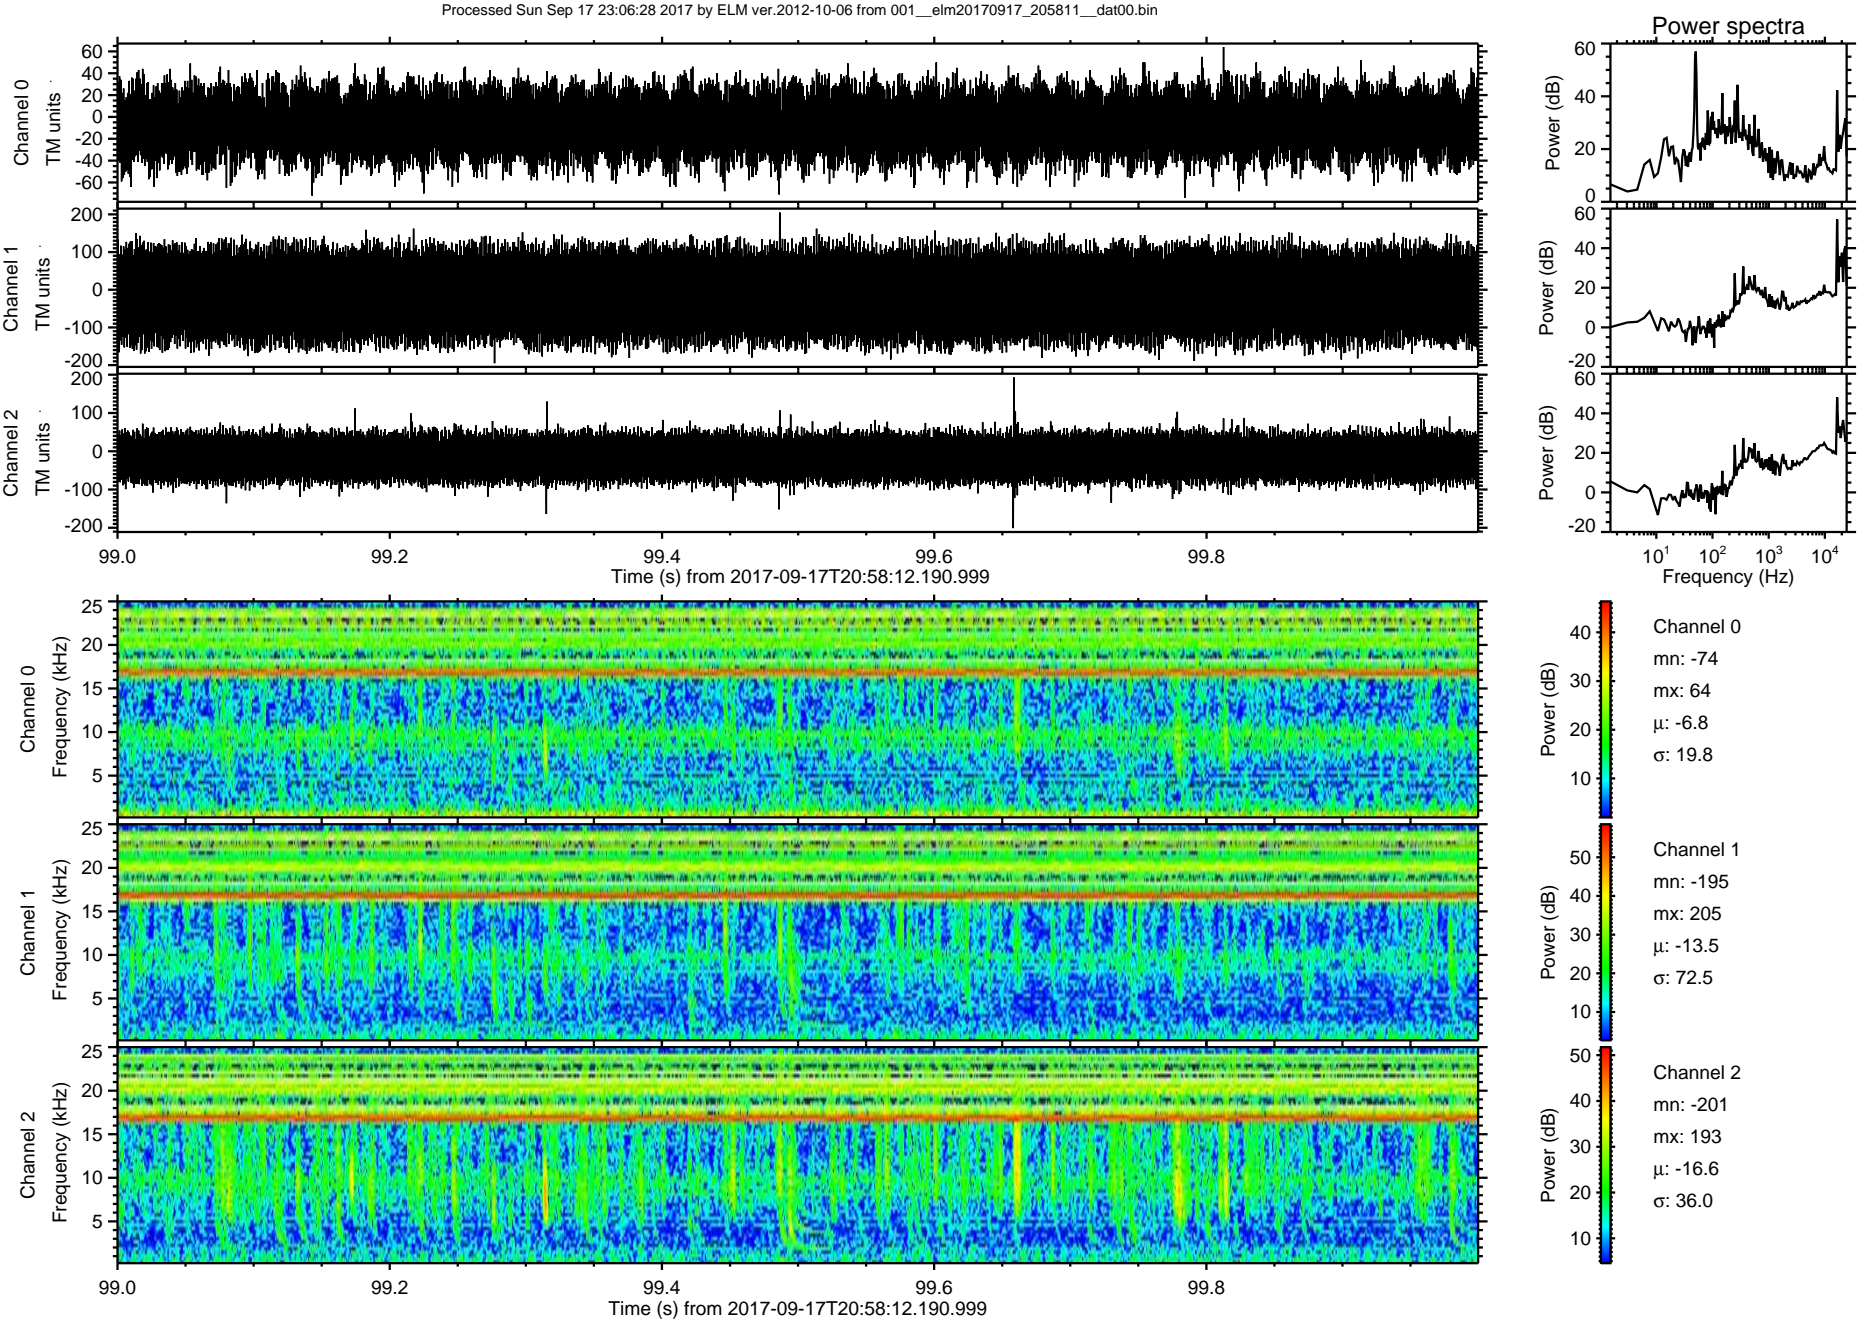 Processed Sun Sep 17 23:06:28 2017 by ELM ver.2012-10-06 from 001__elm20170917_205811__dat00.bin
Power spectra
Channel 0
TM units
60
40
20
0
-20
-40
-60
Power (dB)
60
40
20
0
Channel 1
TM units
200
100
0
-100
-200
Power (dB)
60
40
20
0
-20
Channel 2
TM units
200
100
0
-100
-200
Power (dB)
60
40
20
0
-20
99.0 99.2 99.4 99.6 99.8
Time (s) from 2017-09-17T20:58:12.190.999
10¹ 10² 10³ 10⁴
Frequency (Hz)
Channel 0
Frequency (kHz)
25
20
15
10
5
Power (dB)
40
30
20
10
Channel 0
mn: -74
mx: 64
µ: -6.8
σ: 19.8
Channel 1
Frequency (kHz)
25
20
15
10
5
Power (dB)
50
40
30
20
10
Channel 1
mn: -195
mx: 205
µ: -13.5
σ: 72.5
Channel 2
Frequency (kHz)
25
20
15
10
5
Power (dB)
50
40
30
20
10
Channel 2
mn: -201
mx: 193
µ: -16.6
σ: 36.0
99.0 99.2 99.4 99.6 99.8
Time (s) from 2017-09-17T20:58:12.190.999